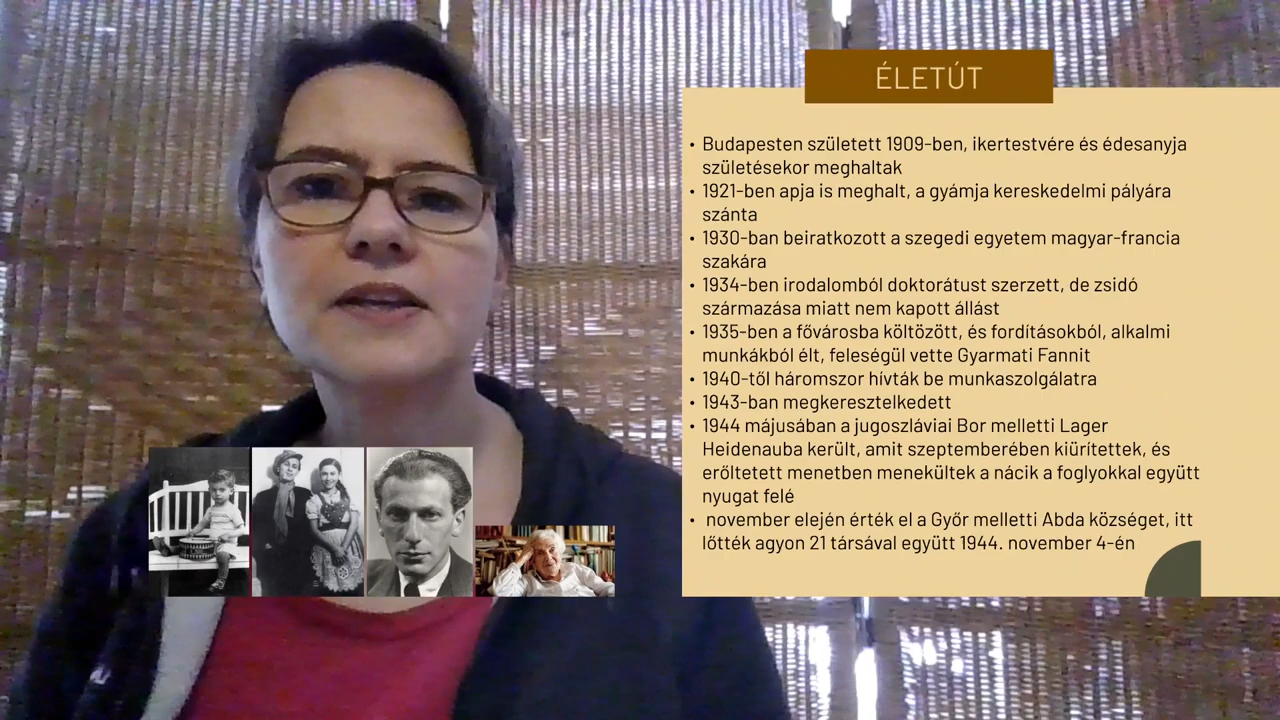 ÉLETÚT
• Budapesten született 1909-ben, ikertestvére és édesanyja
születésekor meghaltak
• 1921-ben apja is meghalt, a gyámja kereskedelmi pályára
szánta
• 1930-ban beiratkozott a szegedi egyetem magyar-francia
szakára
• 1934-ben irodalomból doktorátust szerzett, de zsidó
származása miatt nem kapott állást
• 1935-ben a fővárosba költözött, és fordításokból, alkalmi
munkákból élt, feleségül vette Gyarmati Fannit
• 1940-től háromszor hívták be munkaszolgálatra
• 1943-ban megkeresztelkedett
• 1944 májusában a jugoszláviai Bor melletti Lager
Heidenauba került, amit szeptemberében kiürítettek, és
erőltetett menetben menekültek a nácik a foglyokkal együtt
nyugat felé
• november elején érték el a Győr melletti Abda községet, itt
lőtték agyon 21 társával együtt 1944. november 4-én